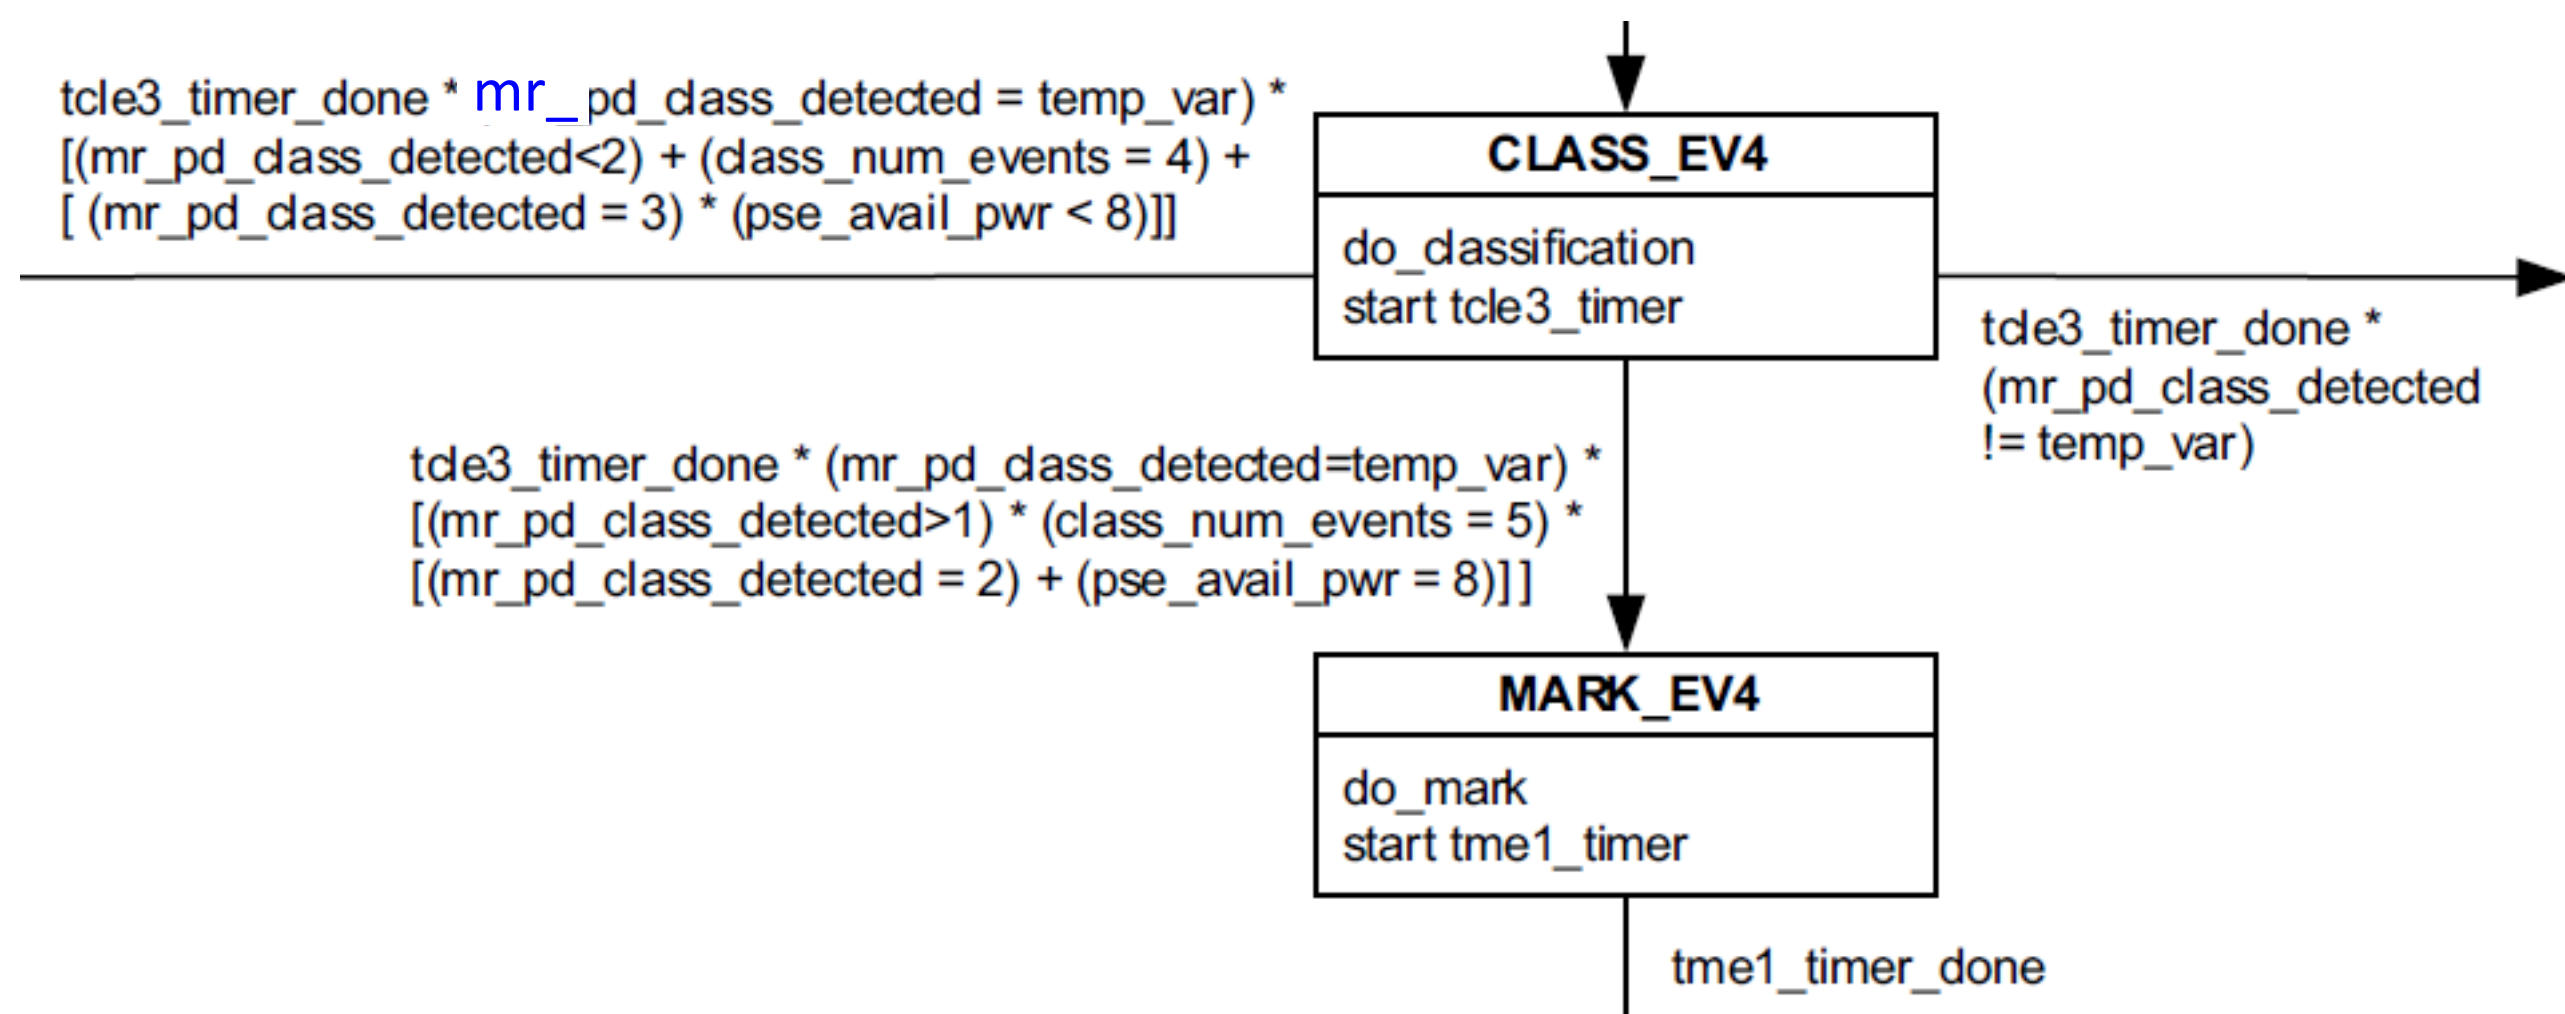 tcle3_timer_done * mr_pd_class_detected = temp_var) *
[(mr_pd_class_detected<2) + (class_num_events = 4) +
[ (mr_pd_class_detected = 3) * (pse_avail_pwr < 8)]]
CLASS_EV4
do_classification
start tcle3_timer
tcle3_timer_done *
(mr_pd_class_detected
!= temp_var)
tcle3_timer_done * (mr_pd_class_detected=temp_var) *
[(mr_pd_class_detected>1) * (class_num_events = 5) *
[(mr_pd_class_detected = 2) + (pse_avail_pwr = 8)]]
MARK_EV4
do_mark
start tme1_timer
tme1_timer_done